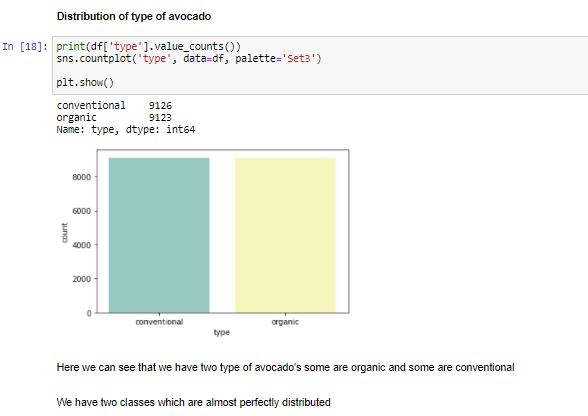 Distribution of type of avocado
In [18]: print(df['type'].value_counts())
sns.countplot('type', data=df, palette='Set3')
plt.show()
conventional    9126
organic         9123
Name: type, dtype: int64
8000
6000
4000
2000
0
count
conventional organic
type
Here we can see that we have two type of avocado's some are organic and some are conventional
We have two classes which are almost perfectly distributed